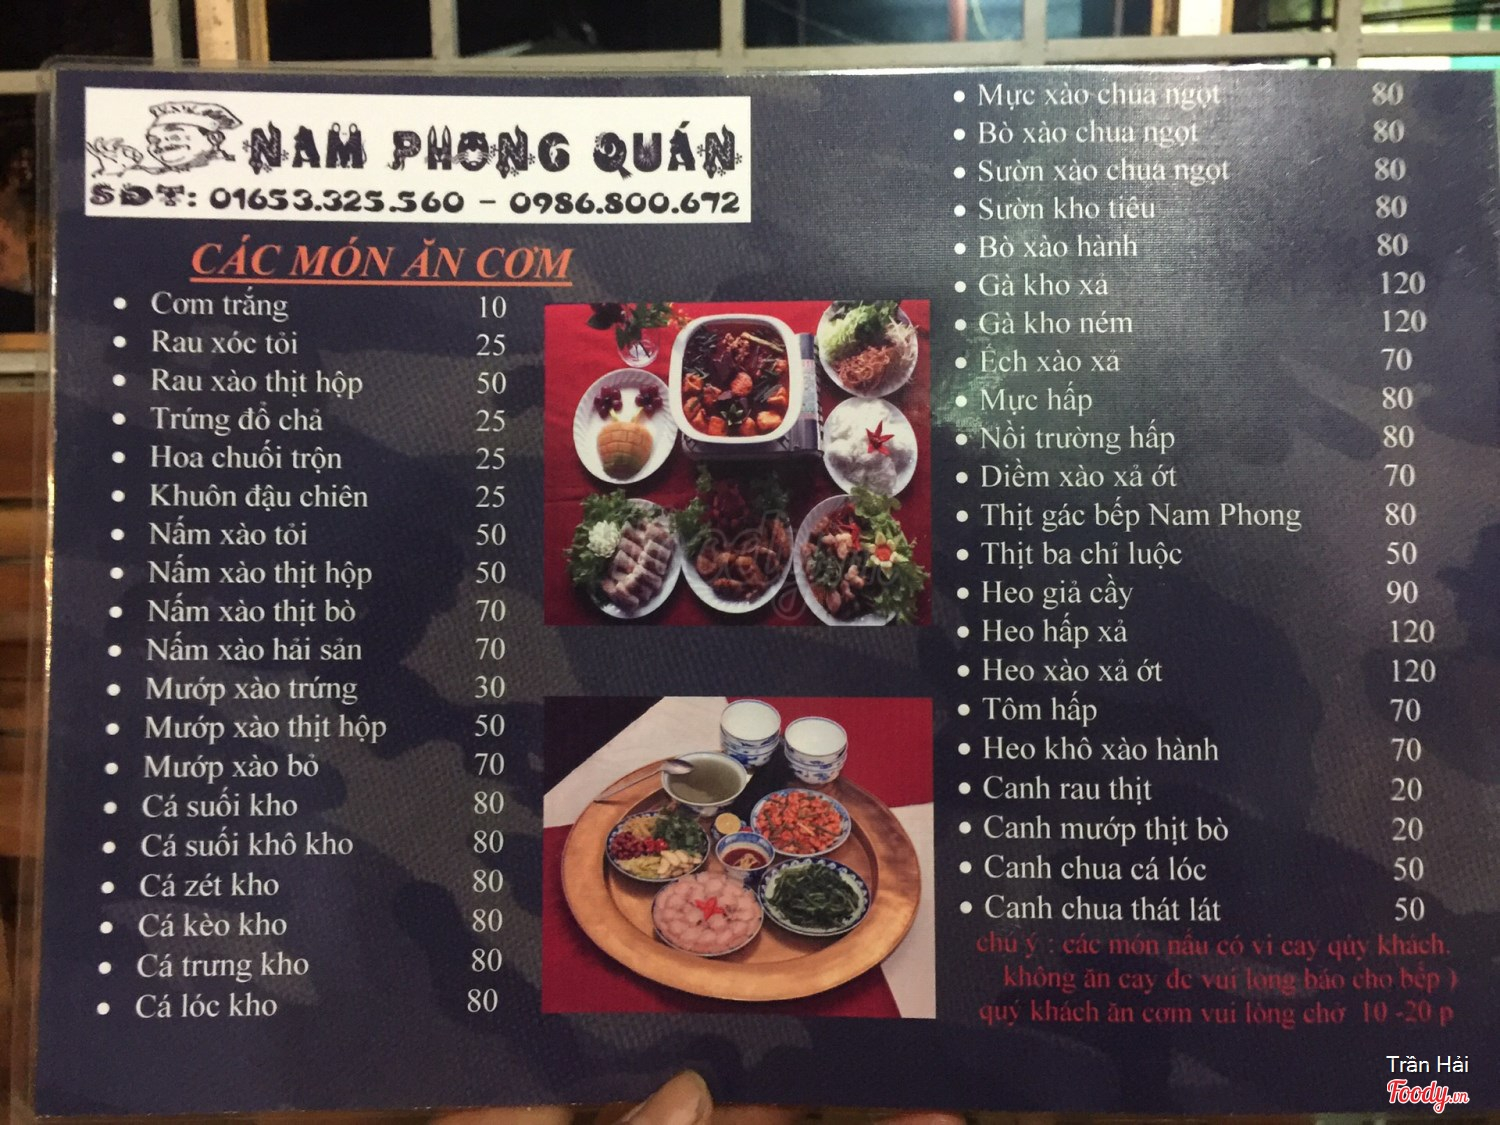 NAM PHONG QUÁN
SĐT: 01653.325.560 - 0986.800.672
CÁC MÓN ĂN CƠM
• Cơm trắng 10
• Rau xóc tỏi 25
• Rau xào thịt hộp 50
• Trứng đổ chả 25
• Hoa chuối trộn 25
• Khuôn đậu chiên 25
• Nấm xào tỏi 50
• Nấm xào thịt hộp 50
• Nấm xào thịt bò 70
• Nấm xào hải sản 70
• Mướp xào trứng 30
• Mướp xào thịt hộp 50
• Mướp xào bỏ 70
• Cá suối kho 80
• Cá suối khô kho 80
• Cá zét kho 80
• Cá kèo kho 80
• Cá trưng kho 80
• Cá lóc kho 80
• Mực xào chua ngọt 80
• Bò xào chua ngọt 80
• Sườn xào chua ngọt 80
• Sườn kho tiêu 80
• Bò xào hành 80
• Gà kho xả 120
• Gà kho ném 120
• Ếch xào xả 70
• Mực hấp 80
• Nồi trường hấp 80
• Diềm xào xả ớt 70
• Thịt gác bếp Nam Phong 80
• Thịt ba chỉ luộc 50
• Heo giả cầy 90
• Heo hấp xả 120
• Heo xào xả ớt 120
• Tôm hấp 70
• Heo khô xào hành 70
• Canh rau thịt 20
• Canh mướp thịt bò 20
• Canh chua cá lóc 50
• Canh chua thát lát 50
chu ý : các món nấu có vi cay qúy khách.
không ăn cay đc vui long báo cho bếp )
quý khách ăn cơm vui lòng chờ 10 -20 p
Trần Hải
Foody.vn